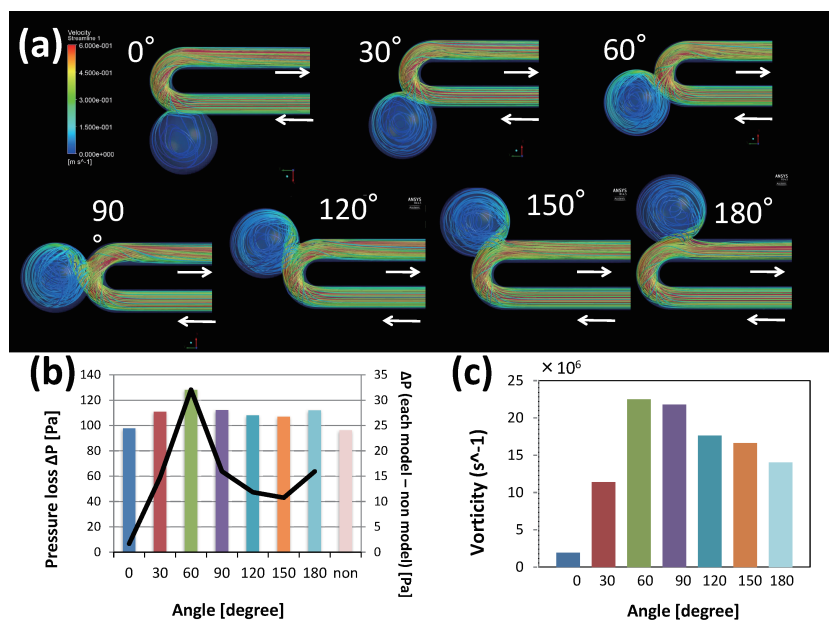 (a)
Velocity
Streamline 1
6.000e-001
4.500e-001
3.000e-001
1.500e-001
0.000e+000
[m s^-1]
0°
30°
60°
90
°
120°
150°
180°
ANSYS
ANSYS
ANSYS
(b)
140
120
100
80
60
40
20
0
Pressure loss ΔP [Pa]
35
30
25
20
15
10
5
0
ΔP (each model – non model) [Pa]
0 30 60 90 120 150 180 non
Angle [degree]
(c)
× 10⁶
25
20
15
10
5
0
Vorticity (s^-1)
0 30 60 90 120 150 180
Angle [degree]